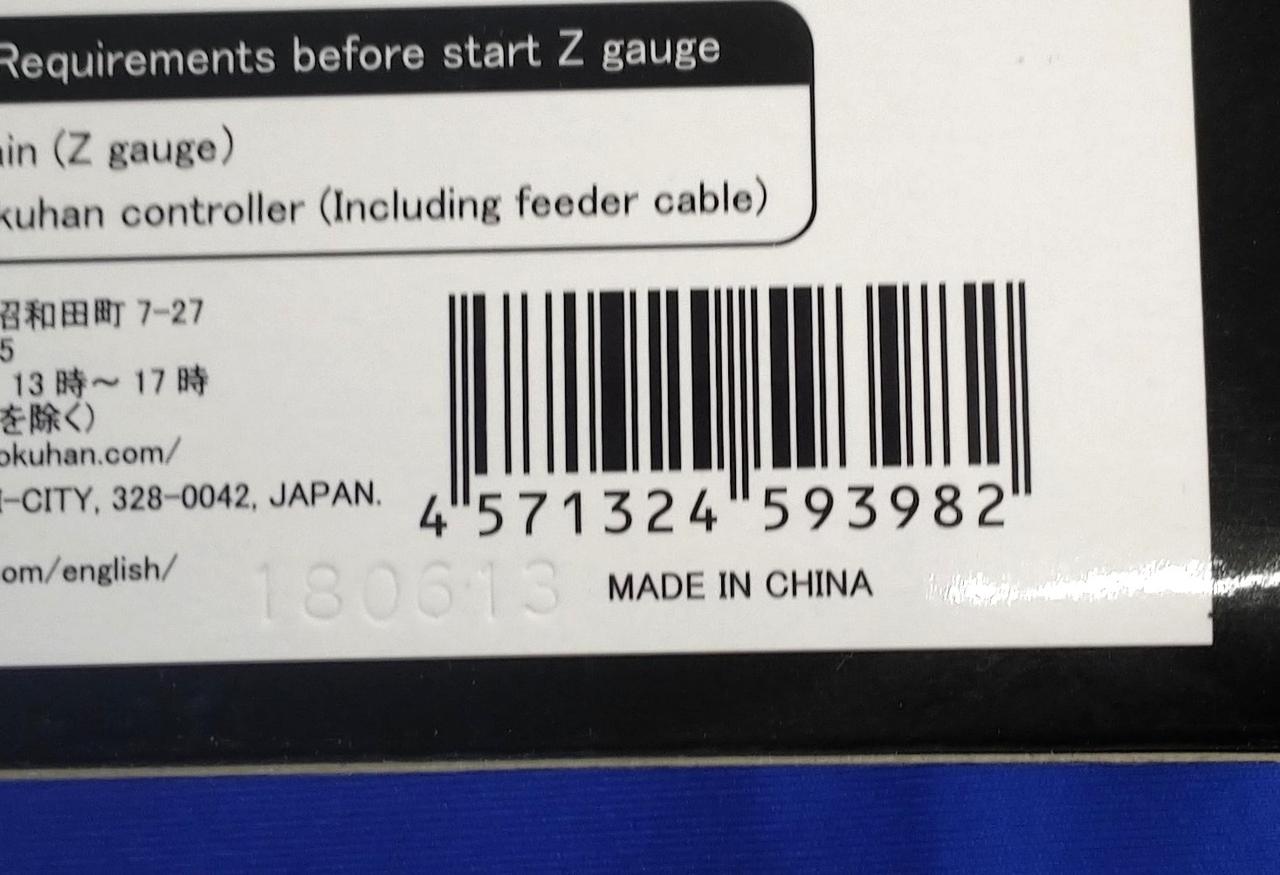 Requirements before start Z gauge
ain (Z gauge)
kuhan controller (Including feeder cable)
沼和田町 7-27
5
13 時～ 17 時
を除く）
okuhan.com/
I-CITY, 328-0042, JAPAN.
om/english/
4 571324 593982
180613
MADE IN CHINA